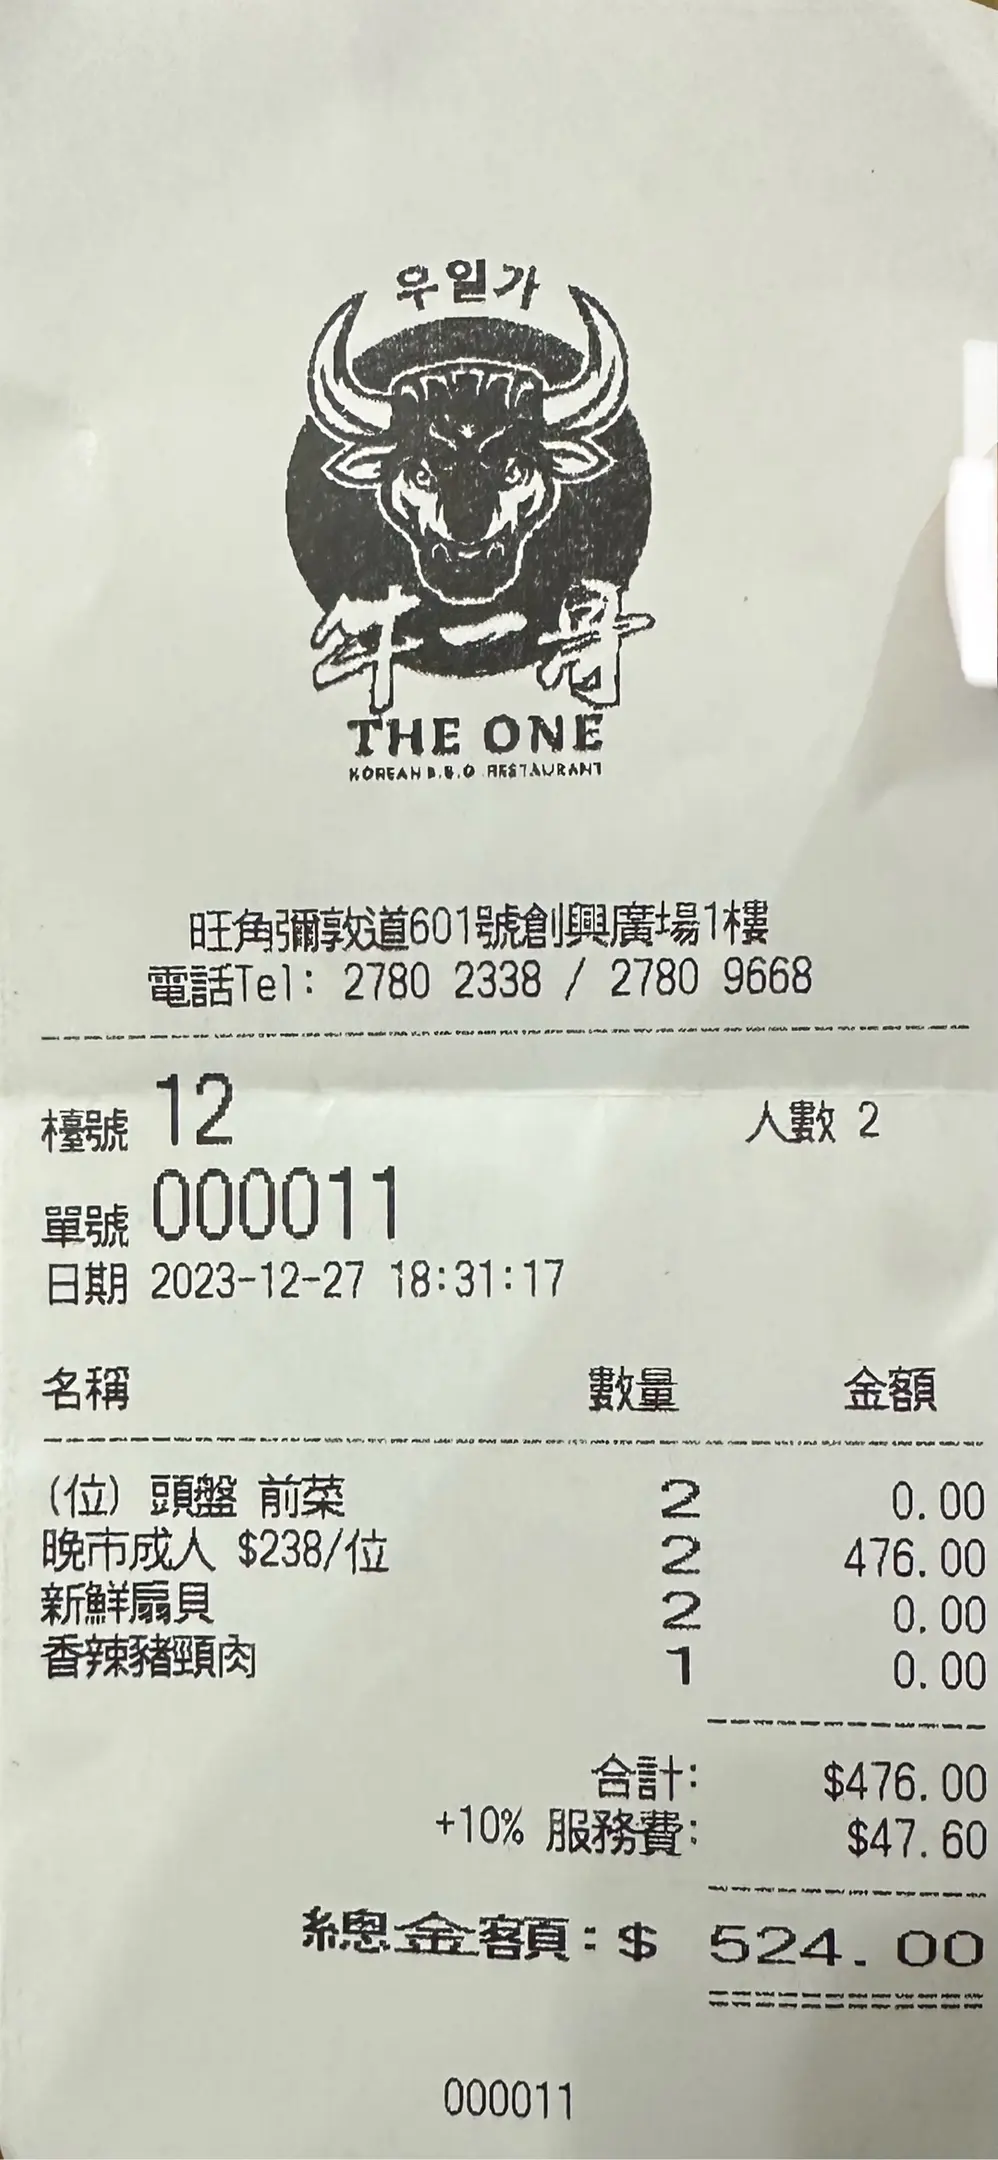 우일가
牛一哥
THE ONE
KOREAN B.B.Q RESTAURANT
旺角彌敦道601號創興廣場1樓
電話Tel: 2780 2338 / 2780 9668
檯號 12 人數 2
單號 000011
日期 2023-12-27 18:31:17
名稱 數量 金額
(位) 頭盤 前菜 2 0.00
晚市成人 $238/位 2 476.00
新鮮扇貝 2 0.00
香辣豬頸肉 1 0.00
合計: $476.00
+10% 服務費: $47.60
總金額:$ 524.00
000011